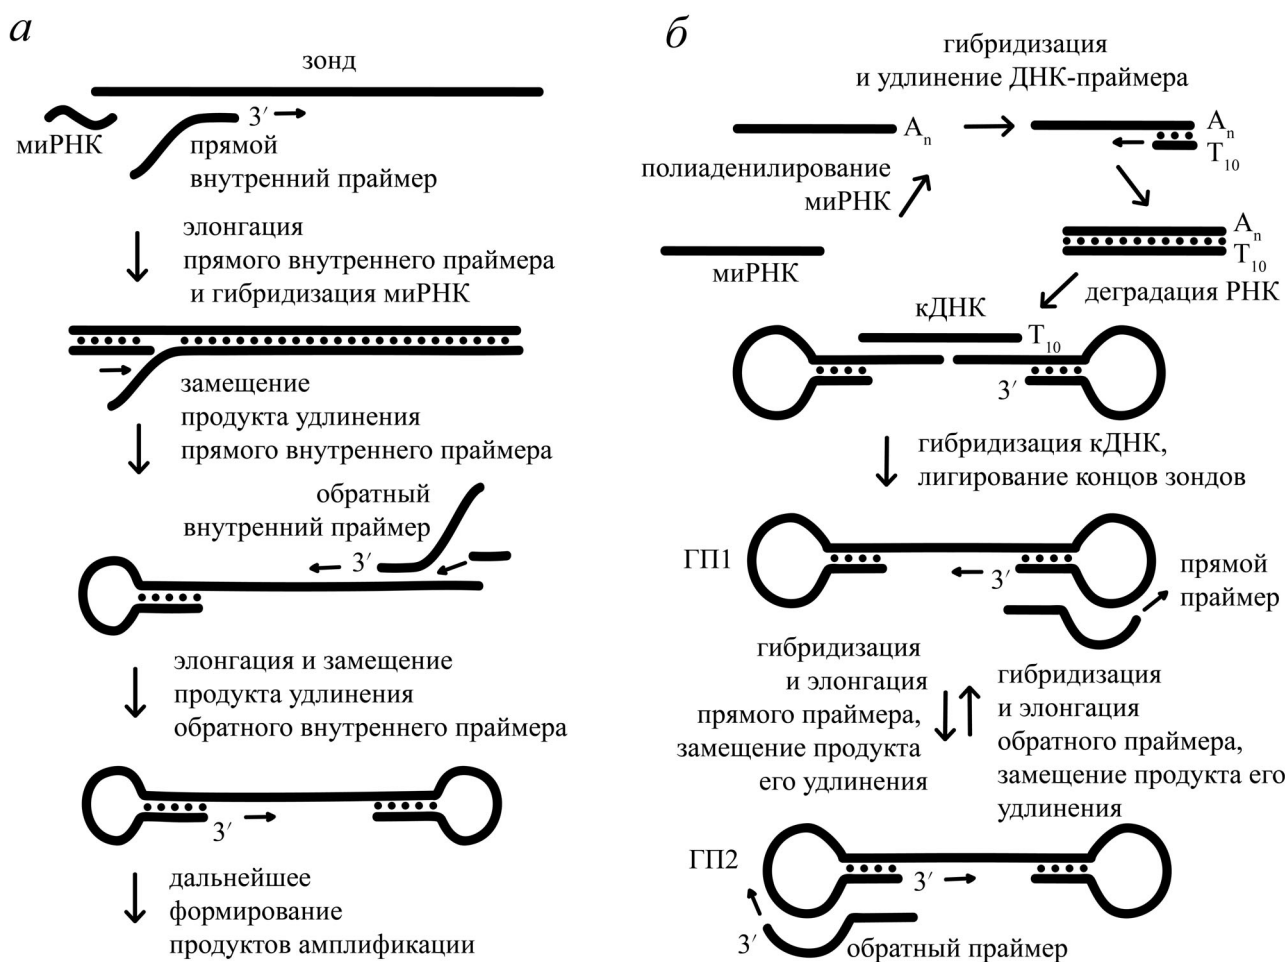 а
зонд
3′
миРНК
прямой
внутренний праймер
элонгация
прямого внутреннего праймера
и гибридизация миРНК
замещение
продукта удлинения
прямого внутреннего праймера
обратный
внутренний праймер
3′
элонгация и замещение
продукта удлинения
обратного внутреннего праймера
3′
дальнейшее
формирование
продуктов амплификации
б
гибридизация
и удлинение ДНК-праймера
Aₙ
Aₙ
T₁₀
полиаденилирование
миРНК
миРНК
Aₙ
T₁₀
деградация РНК
кДНК
T₁₀
3′
гибридизация кДНК,
лигирование концов зондов
ГП1
3′
прямой
праймер
гибридизация
и элонгация
прямого праймера,
замещение продукта
его удлинения
гибридизация
и элонгация
обратного праймера,
замещение продукта его
удлинения
ГП2
3′
3′
обратный праймер